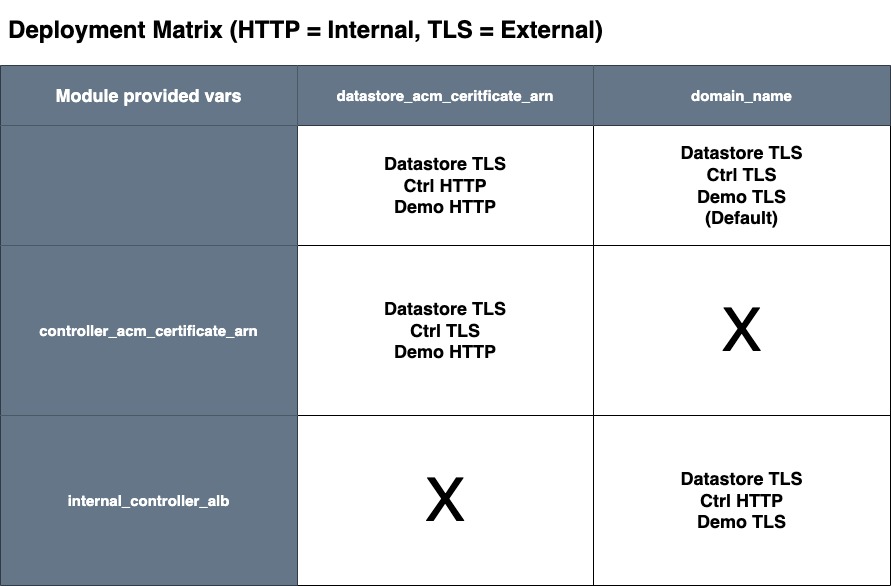 Deployment Matrix (HTTP = Internal, TLS = External)
Module provided vars
datastore_acm_ceritficate_arn
domain_name
Datastore TLS
Ctrl HTTP
Demo HTTP
Datastore TLS
Ctrl TLS
Demo TLS
(Default)
controller_acm_certificate_arn
Datastore TLS
Ctrl TLS
Demo HTTP
X
internal_controller_alb
X
Datastore TLS
Ctrl HTTP
Demo TLS